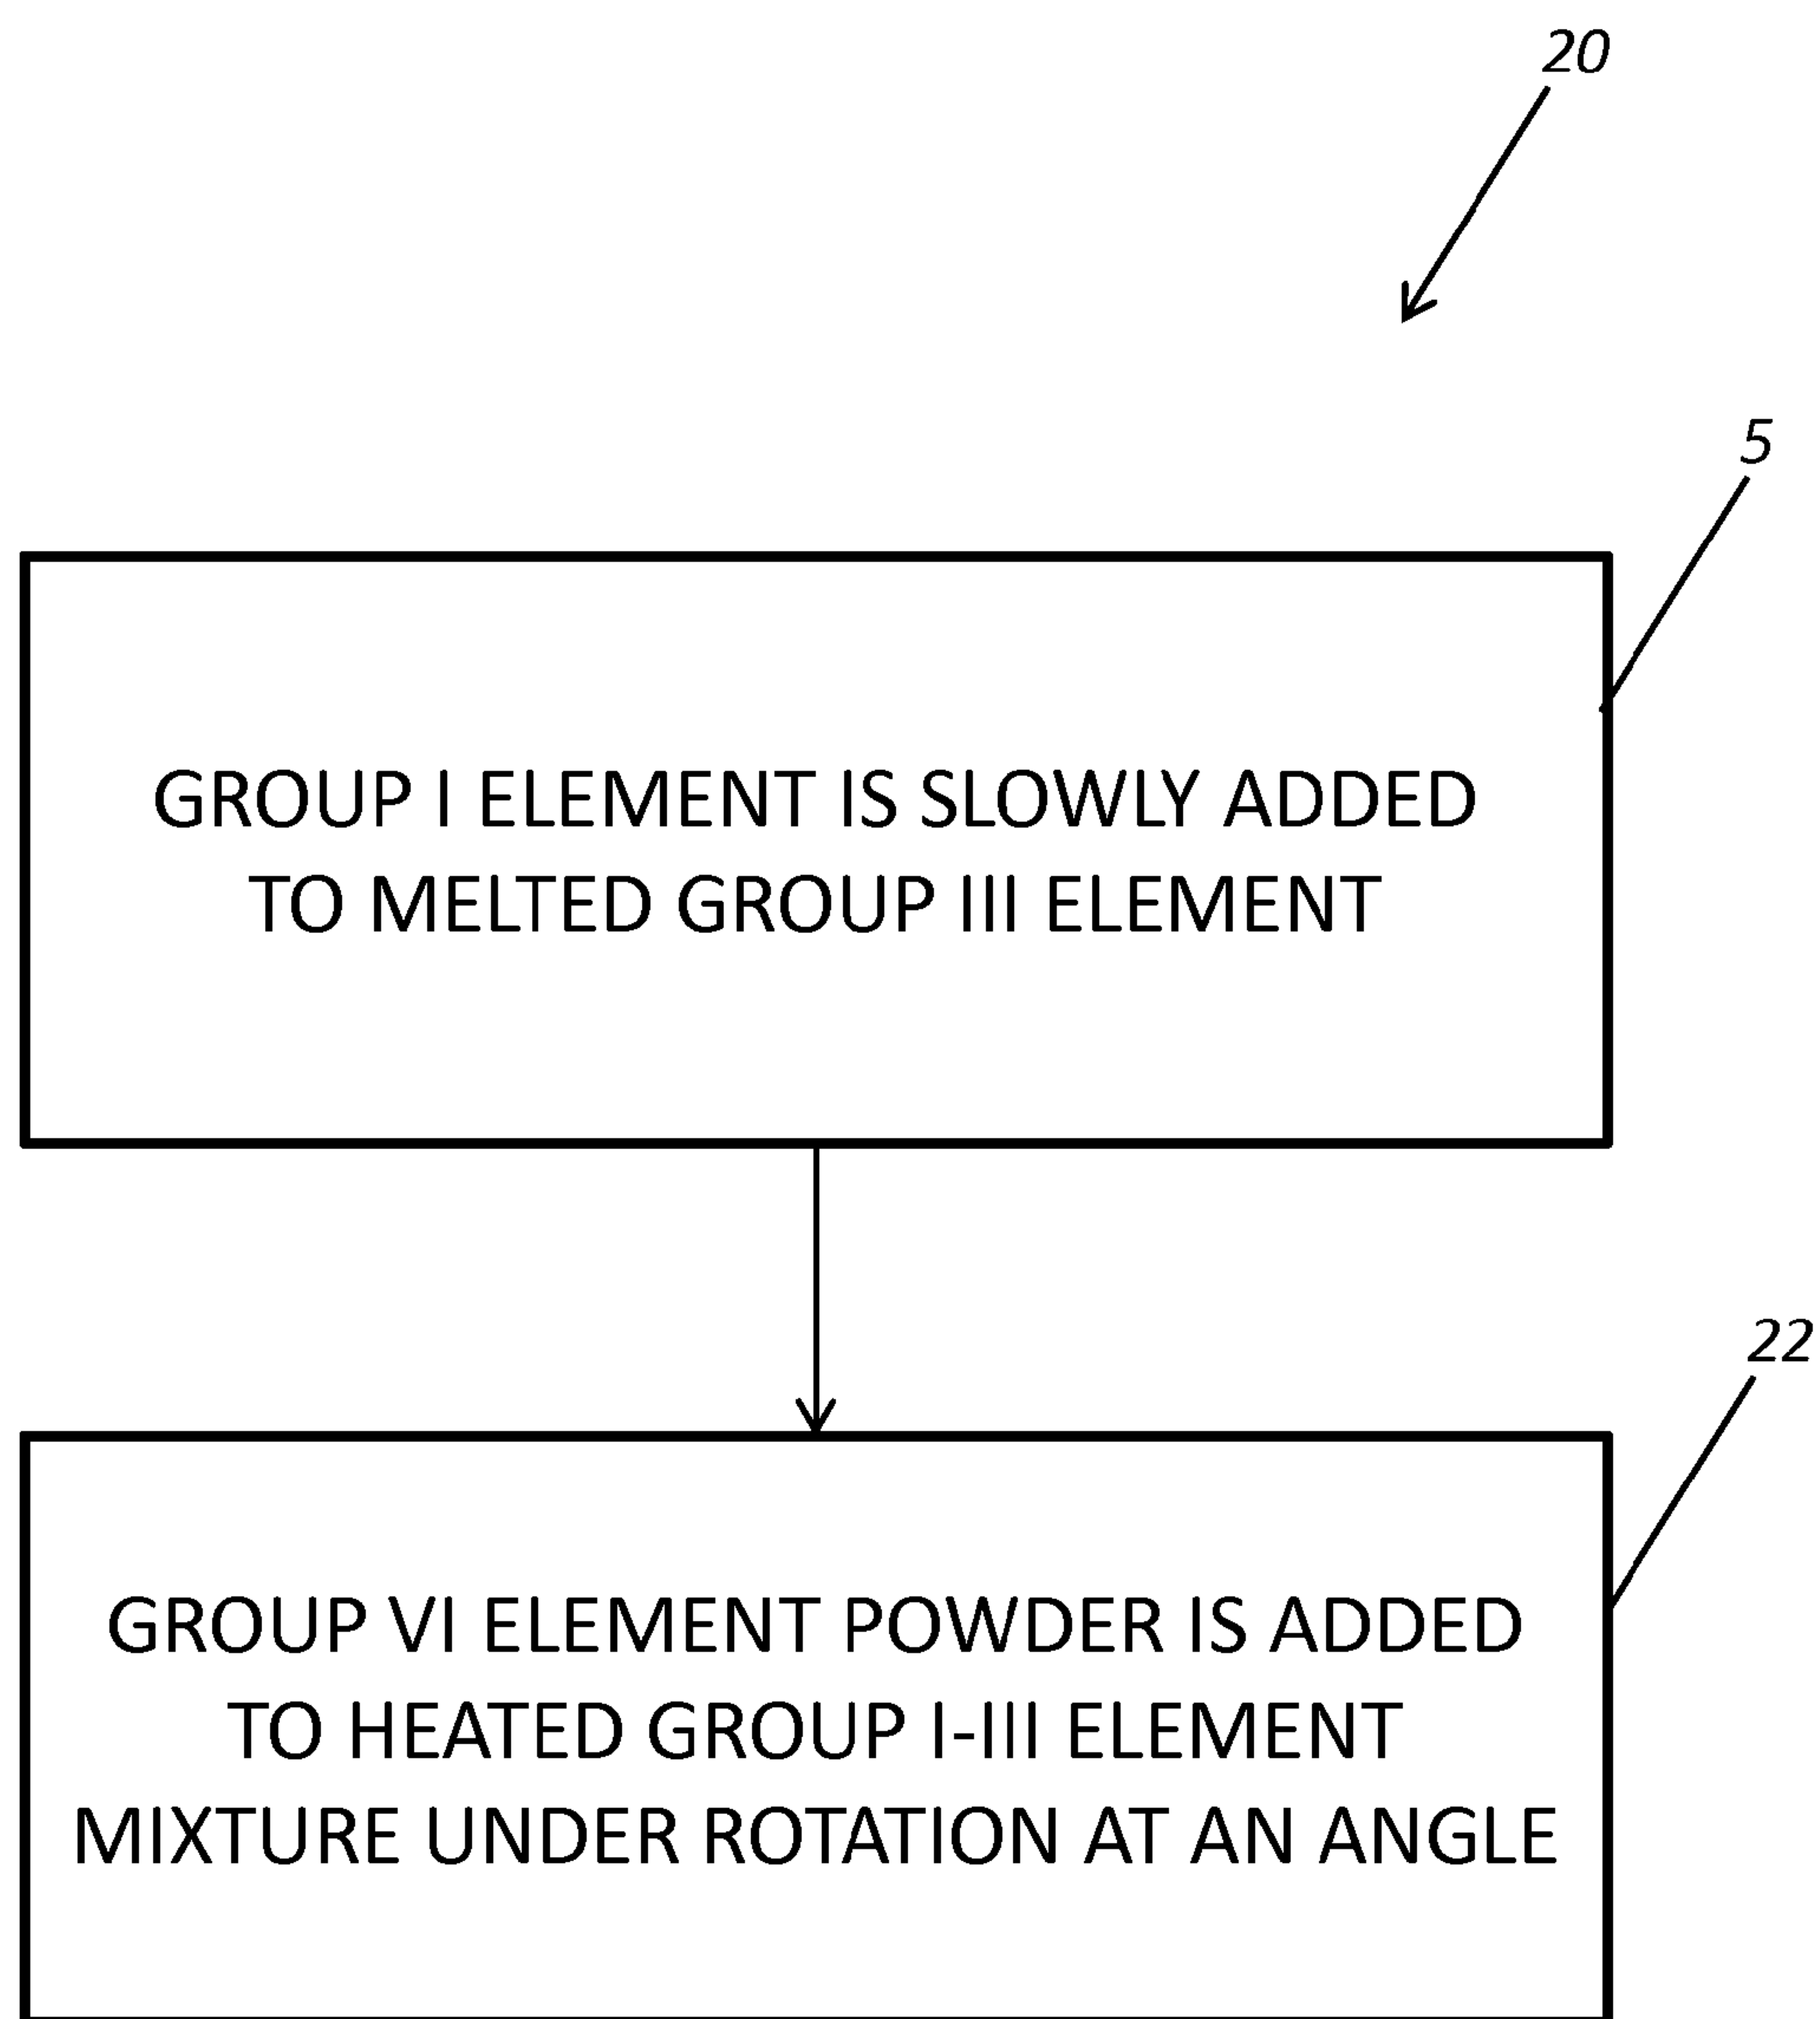 20
5
GROUP I ELEMENT IS SLOWLY ADDED
TO MELTED GROUP III ELEMENT
22
GROUP VI ELEMENT POWDER IS ADDED
TO HEATED GROUP I-III ELEMENT
MIXTURE UNDER ROTATION AT AN ANGLE